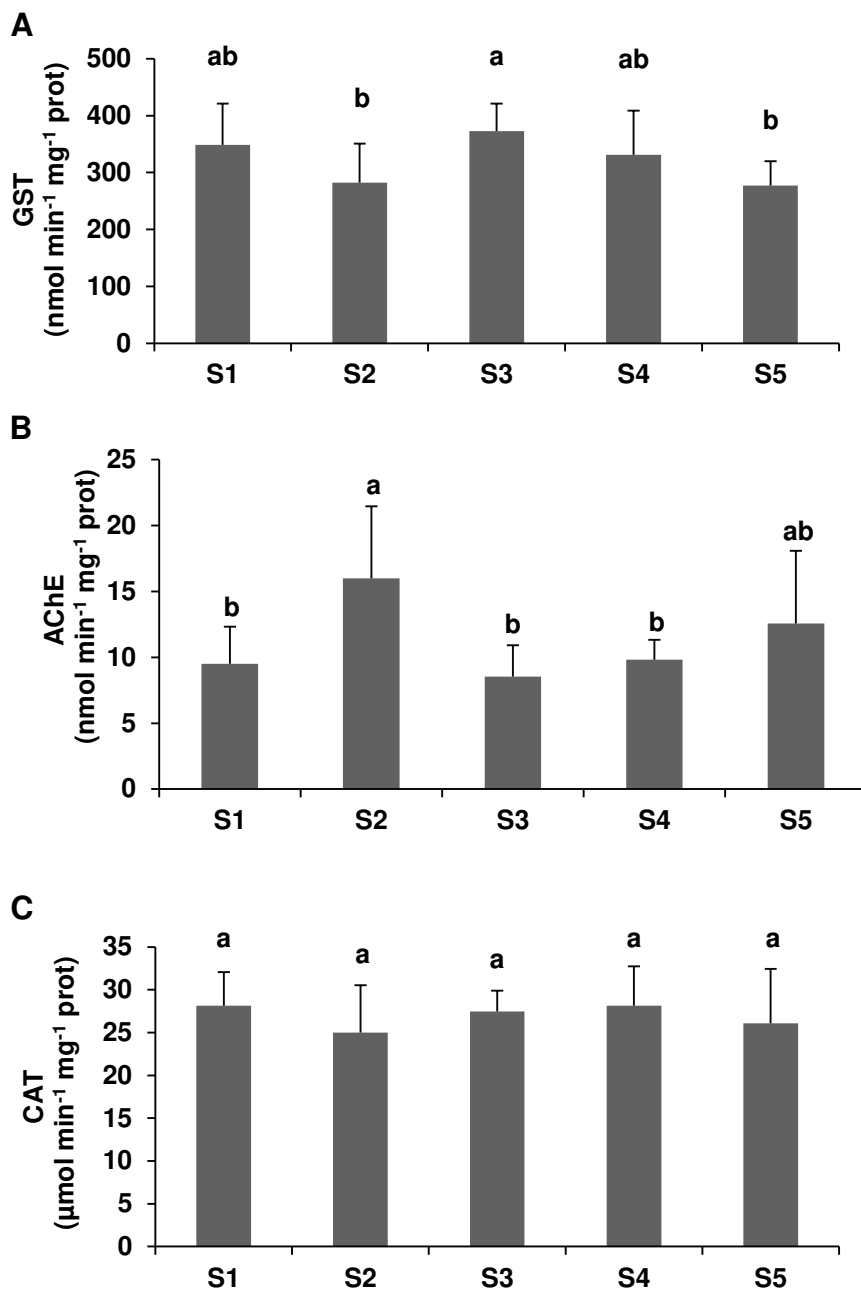 A
GST
(nmol min⁻¹ mg⁻¹ prot)
500
400
300
200
100
0
ab
b
a
ab
b
S1 S2 S3 S4 S5
B
AChE
(nmol min⁻¹ mg⁻¹ prot)
25
20
15
10
5
0
b
a
b
b
ab
S1 S2 S3 S4 S5
C
CAT
(µmol min⁻¹ mg⁻¹ prot)
35
30
25
20
15
10
5
0
a
a
a
a
a
S1 S2 S3 S4 S5